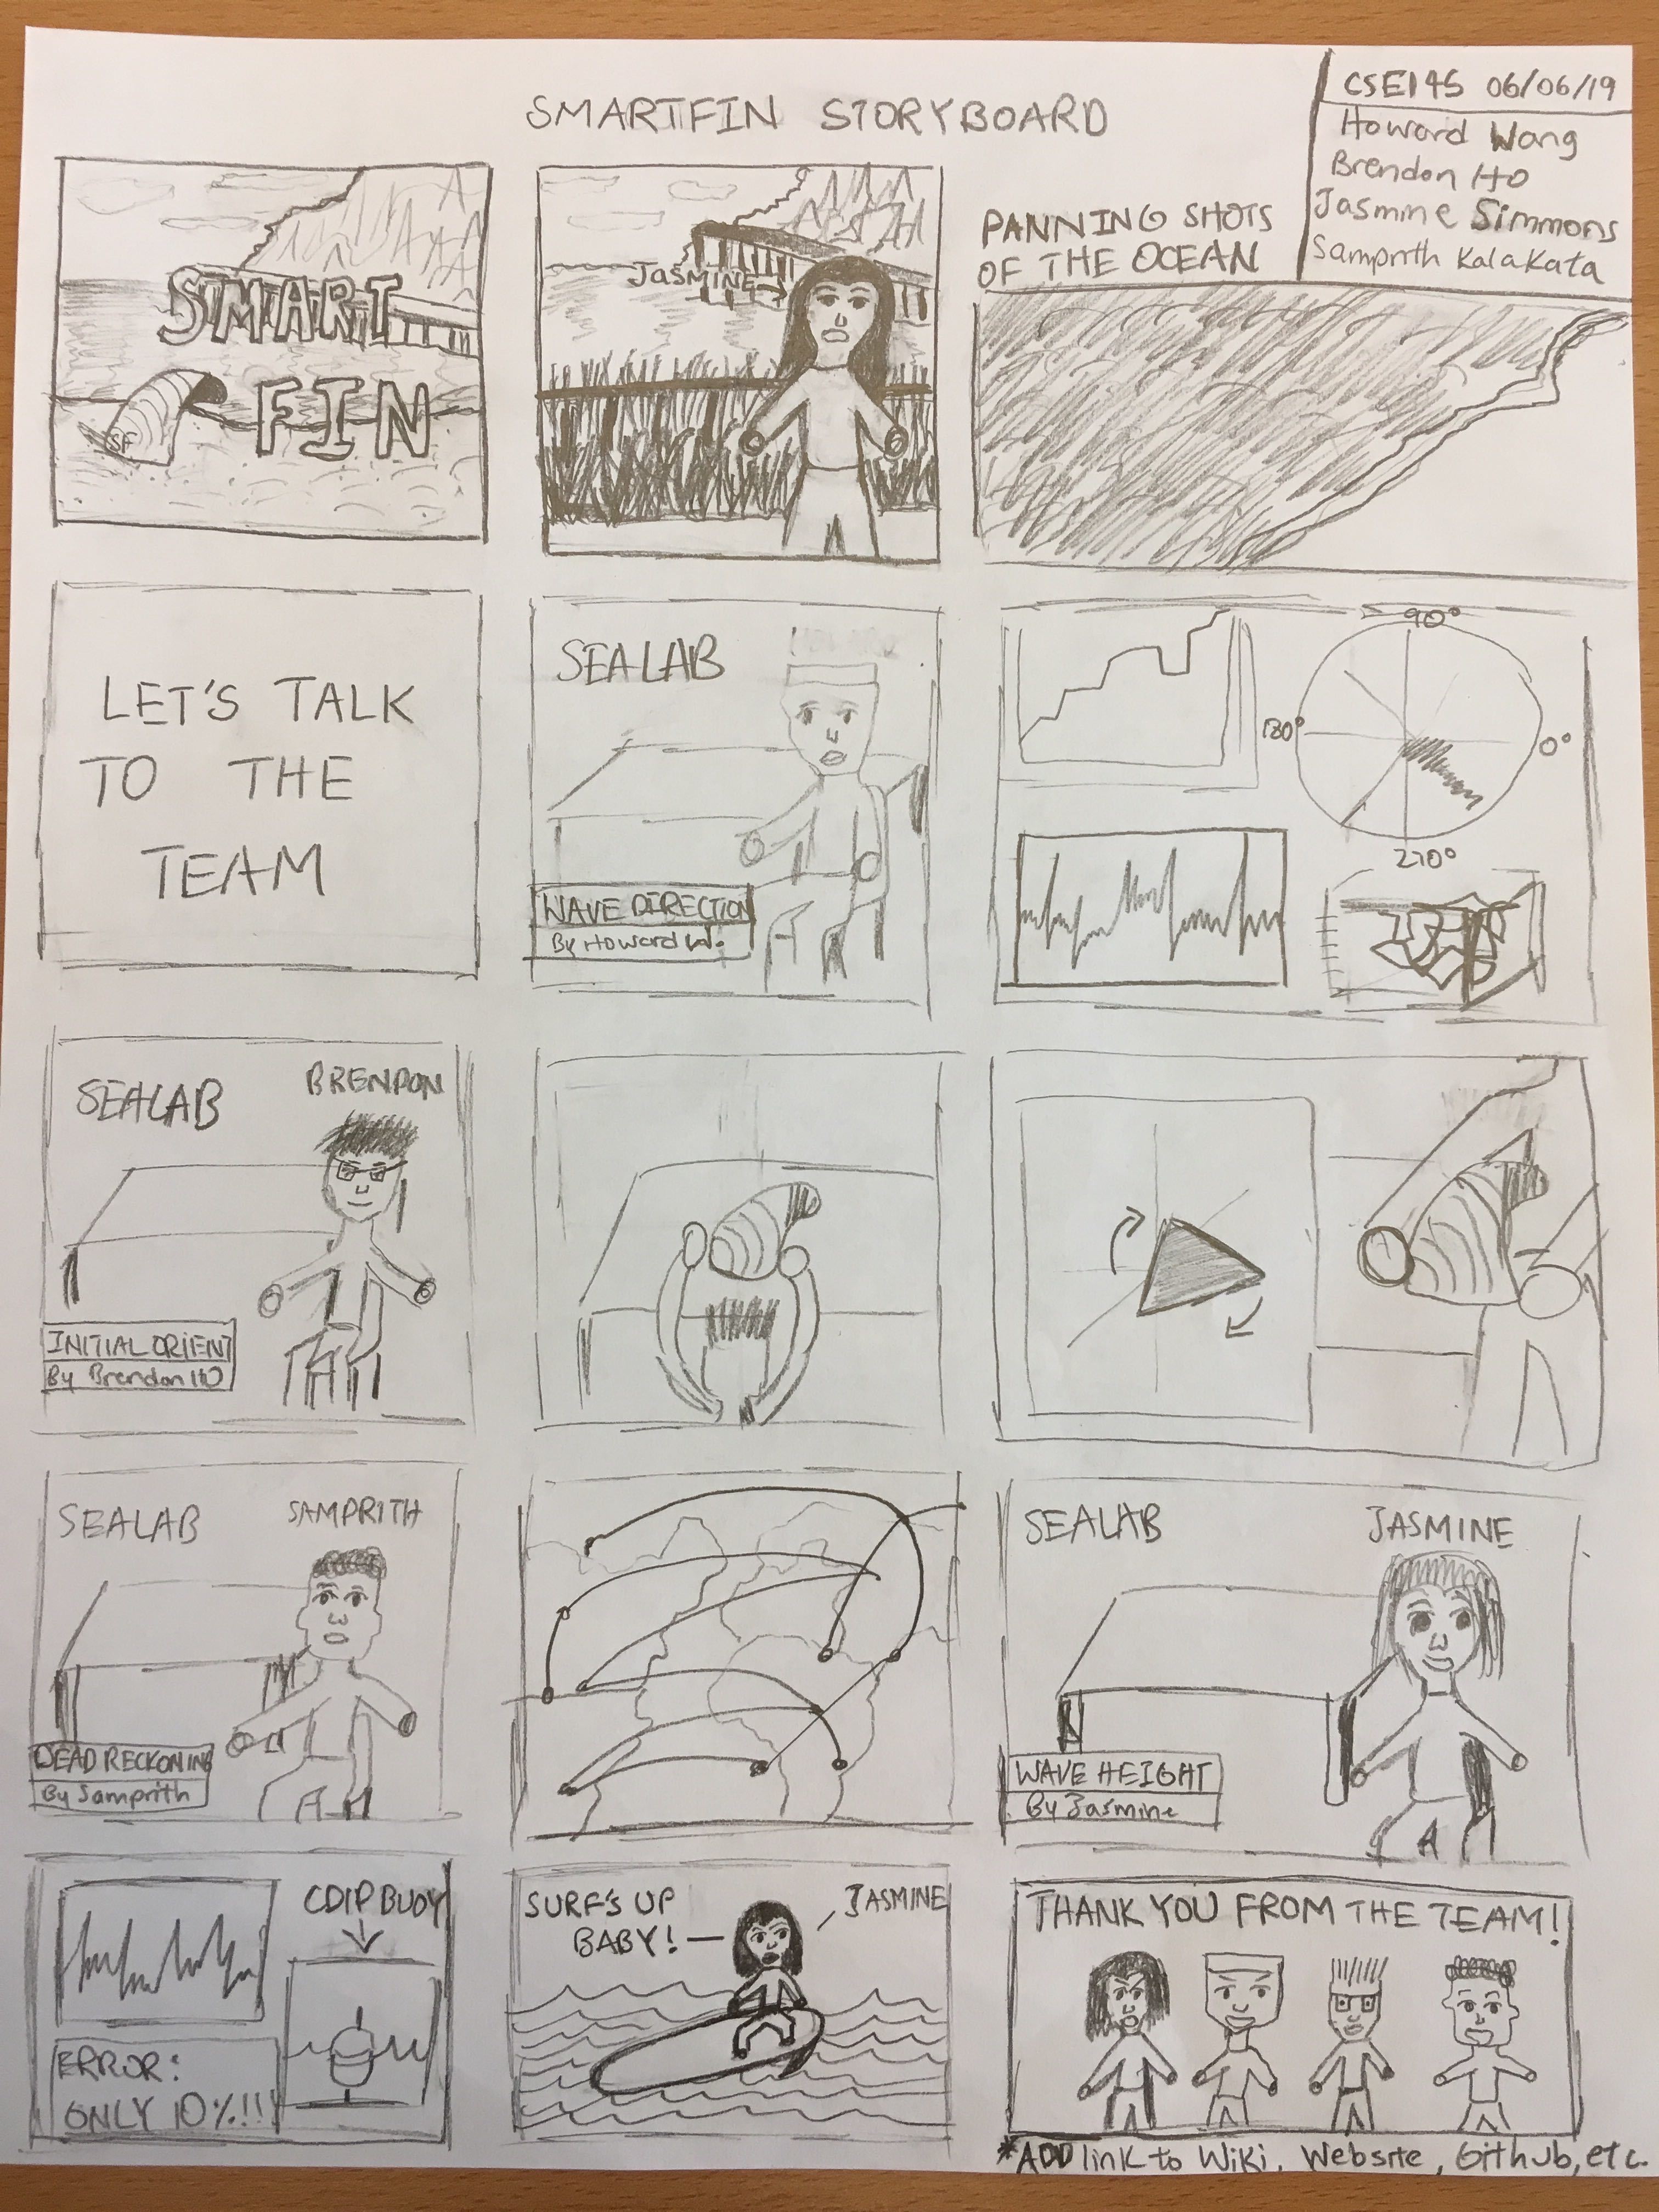 SMARTFIN STORYBOARD
CSE145 06/06/19
Howard Wang
Brendon HO
Jasmine Simmons
Samprith Kalakata
SMART
FIN
SF
JASMINE
PANNING SHOTS
OF THE OCEAN
LET'S TALK
TO THE
TEAM
SEALAB
WAVE DIRECTION
By Howard W.
90°
180°
0°
270°
SEALAB
BRENDON
INITIAL ORIENT
By Brendon HO
SEALAB
SAMPRITH
DEAD RECKONING
By Samprith
SEALAB
JASMINE
WAVE HEIGHT
By Jasmine
CDIP BUOY
ERROR:
ONLY 10%!!!
SURF'S UP
BABY!
JASMINE
THANK YOU FROM THE TEAM!
*ADD link to Wiki, Website, Github, etc.